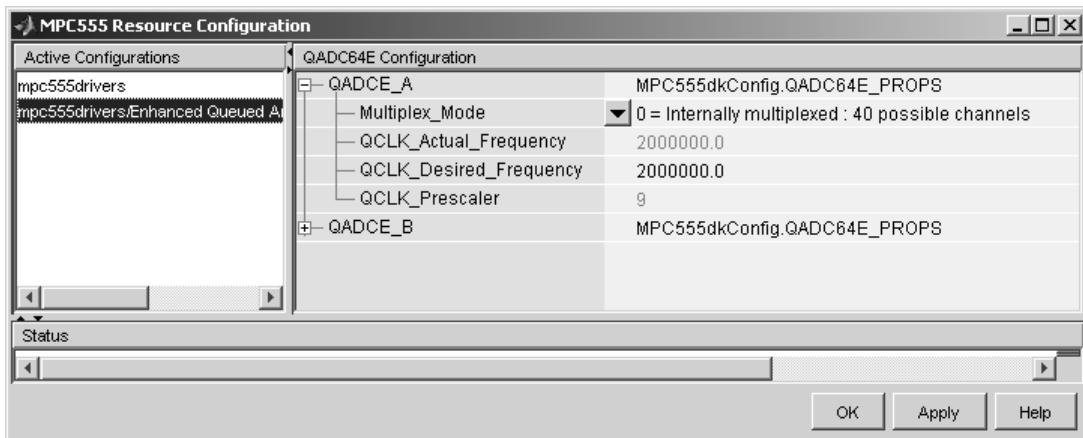 MPC555 Resource Configuration
Active Configurations
mpc555drivers
mpc555drivers/Enhanced Queued A
QADC64E Configuration
QADCE_A MPC555dkConfig.QADC64E_PROPS
Multiplex_Mode 0 = Internally multiplexed : 40 possible channels
QCLK_Actual_Frequency 2000000.0
QCLK_Desired_Frequency 2000000.0
QCLK_Prescaler 9
QADCE_B MPC555dkConfig.QADC64E_PROPS
Status
OK Apply Help